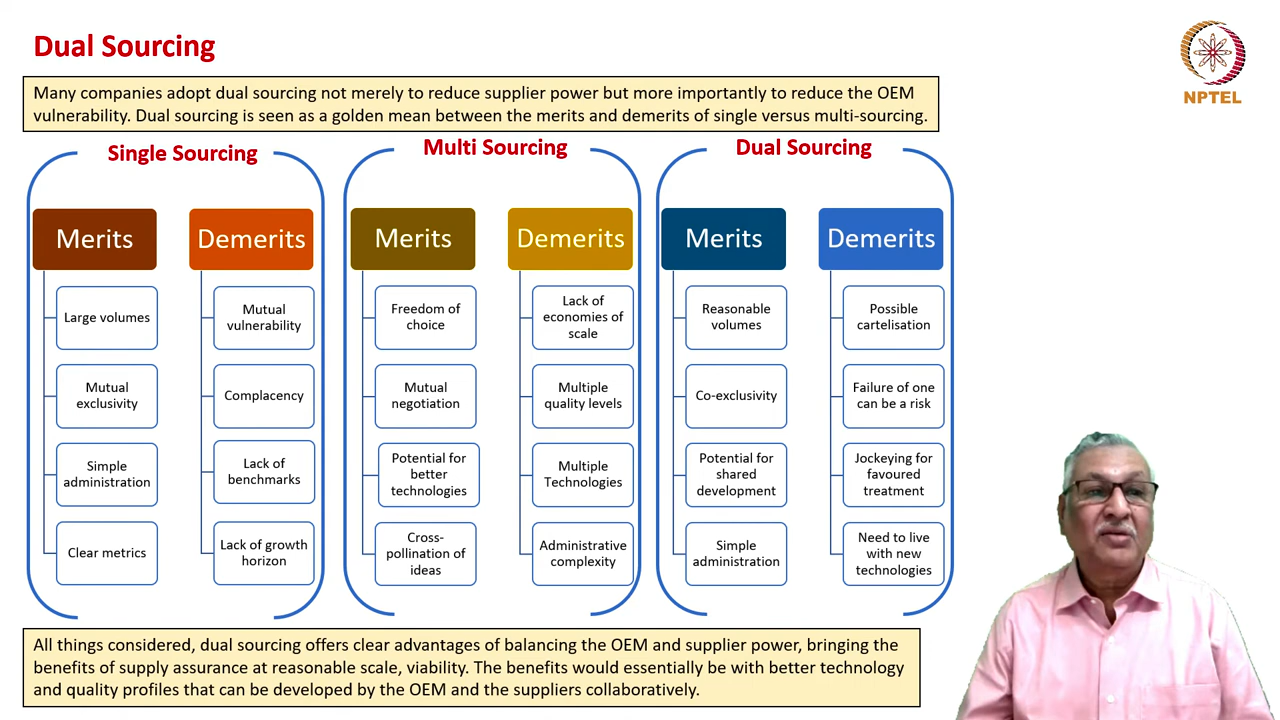 Dual Sourcing
NPTEL
Many companies adopt dual sourcing not merely to reduce supplier power but more importantly to reduce the OEM
vulnerability. Dual sourcing is seen as a golden mean between the merits and demerits of single versus multi-sourcing.
Single Sourcing
Merits
Large volumes
Mutual
exclusivity
Simple
administration
Clear metrics
Demerits
Mutual
vulnerability
Complacency
Lack of
benchmarks
Lack of growth
horizon
Multi Sourcing
Merits
Freedom of
choice
Mutual
negotiation
Potential for
better
technologies
Cross-
pollination of
ideas
Demerits
Lack of
economies of
scale
Multiple
quality levels
Multiple
Technologies
Administrative
complexity
Dual Sourcing
Merits
Reasonable
volumes
Co-exclusivity
Potential for
shared
development
Simple
administration
Demerits
Possible
cartelisation
Failure of one
can be a risk
Jockeying for
favoured
treatment
Need to live
with new
technologies
All things considered, dual sourcing offers clear advantages of balancing the OEM and supplier power, bringing the
benefits of supply assurance at reasonable scale, viability. The benefits would essentially be with better technology
and quality profiles that can be developed by the OEM and the suppliers collaboratively.